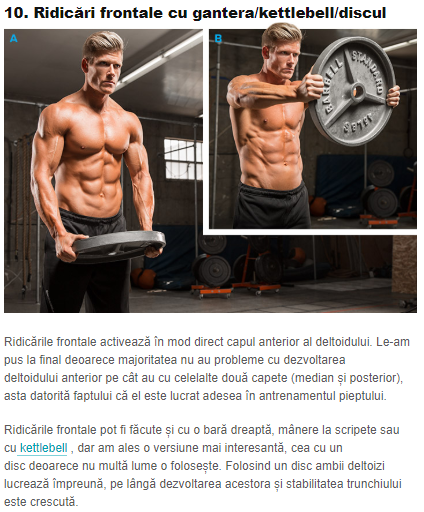 10. Ridicări frontale cu gantera/kettlebell/discul
A
B
BARBELL STANDARD
Ridicările frontale activează în mod direct capul anterior al deltoidului. Le-am
pus la final deoarece majoritatea nu au probleme cu dezvoltarea
deltoidului anterior pe cât au cu celelalte două capete (median și posterior),
asta datorită faptului că el este lucrat adesea în antrenamentul pieptului.
Ridicările frontale pot fi făcute și cu o bară dreaptă, mânere la scripete sau
cu kettlebell , dar am ales o versiune mai interesantă, cea cu un
disc deoarece nu multă lume o folosește. Folosind un disc ambii deltoizi
lucrează împreună, pe lângă dezvoltarea acestora și stabilitatea trunchiului
este crescută.